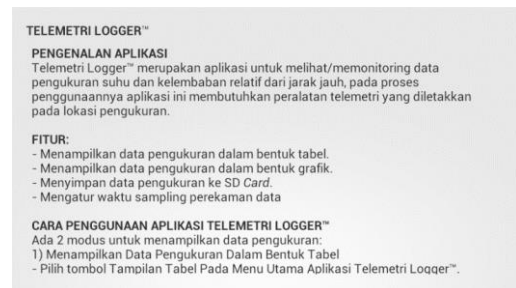 TELEMETRI LOGGER™
PENGENALAN APLIKASI
Telemetri Logger™ merupakan aplikasi untuk melihat/memonitoring data
pengukuran suhu dan kelembaban relatif dari jarak jauh, pada proses
penggunaannya aplikasi ini membutuhkan peralatan telemetri yang diletakkan
pada lokasi pengukuran.
FITUR:
- Menampilkan data pengukuran dalam bentuk tabel.
- Menampilkan data pengukuran dalam bentuk grafik.
- Menyimpan data pengukuran ke SD Card.
- Mengatur waktu sampling perekaman data
CARA PENGGUNAAN APLIKASI TELEMETRI LOGGER™
Ada 2 modus untuk menampilkan data pengukuran:
1) Menampilkan Data Pengukuran Dalam Bentuk Tabel
- Pilih tombol Tampilan Tabel Pada Menu Utama Aplikasi Telemetri Logger™.